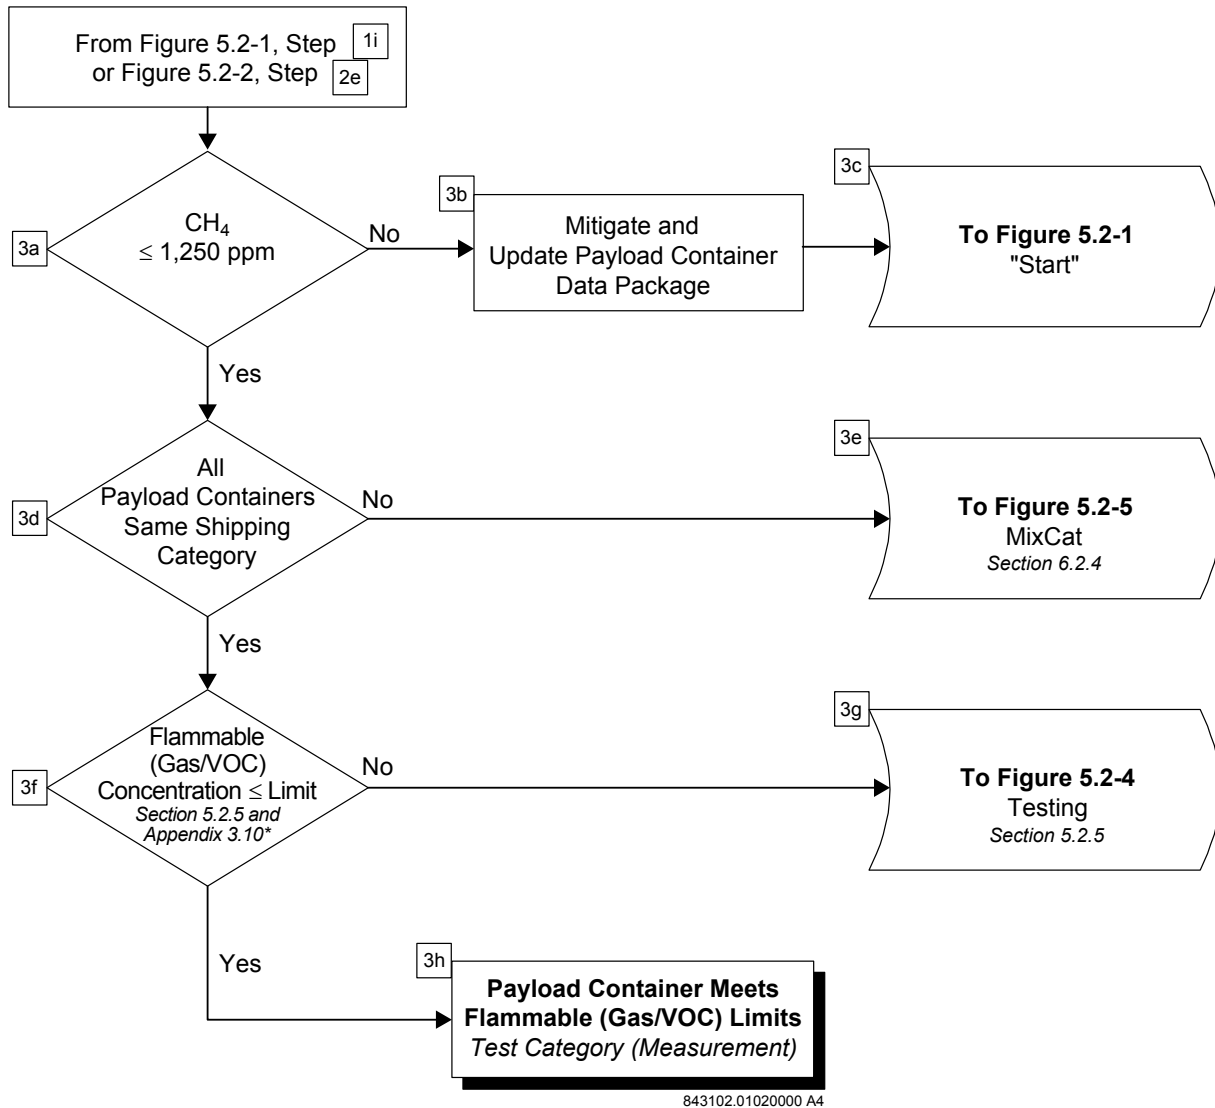 From Figure 5.2-1, Step 1i
or Figure 5.2-2, Step 2e
3a
CH4
≤ 1,250 ppm
No
3b
Mitigate and
Update Payload Container
Data Package
3c
To Figure 5.2-1
"Start"
Yes
3d
All
Payload Containers
Same Shipping
Category
No
3e
To Figure 5.2-5
MixCat
Section 6.2.4
Yes
3f
Flammable
(Gas/VOC)
Concentration ≤ Limit
Section 5.2.5 and
Appendix 3.10*
No
3g
To Figure 5.2-4
Testing
Section 5.2.5
Yes
3h
Payload Container Meets
Flammable (Gas/VOC) Limits
Test Category (Measurement)
843102.01020000 A4